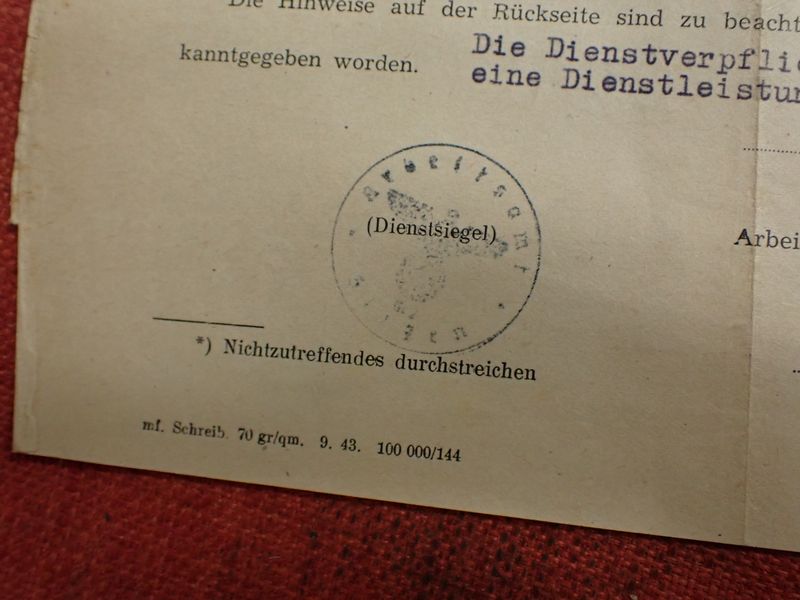 Die Hinweise auf der Rückseite sind zu beacht
kanntgegeben worden.
Die Dienstverpflic
eine Dienstleistun
Arbeitsamt
(Dienstsiegel)
Arbei
*) Nichtzutreffendes durchstreichen
mf. Schreib. 70 gr/qm. 9. 43. 100 000/144